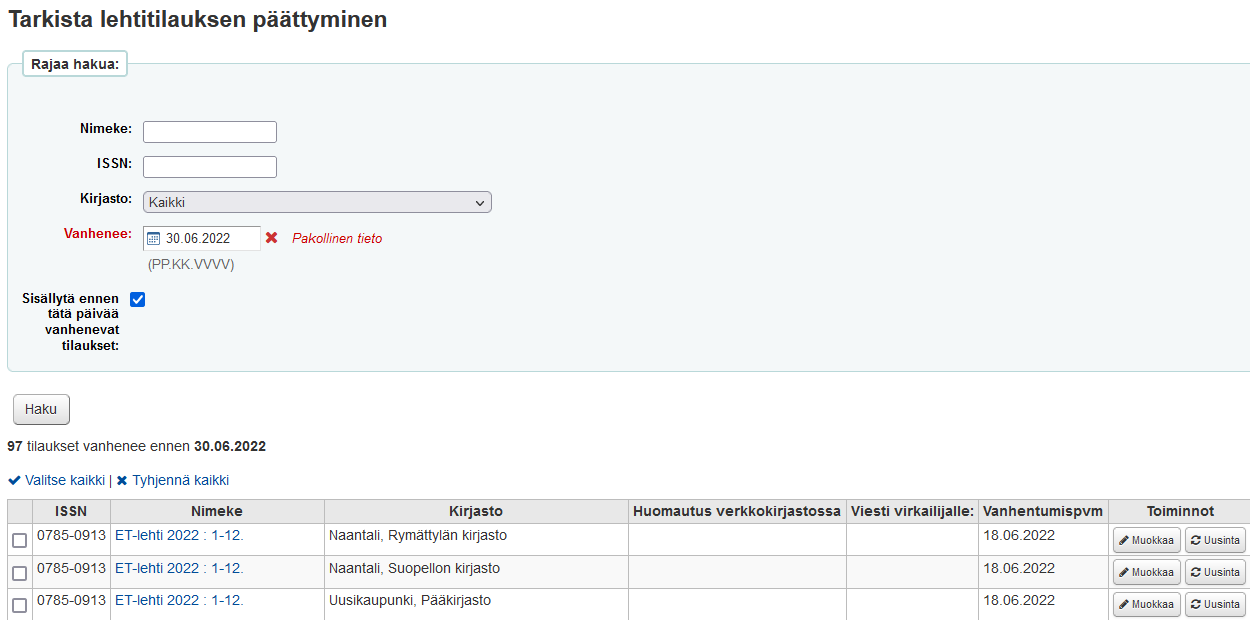 Tarkista lehtitilauksen päättyminen
Rajaa hakua:
Nimeke:
ISSN:
Kirjasto: Kaikki
Vanhenee: 30.06.2022 Pakollinen tieto
(PP.KK.VVVV)
Sisällytä ennen
tätä päivää
vanhenevat
tilaukset:
Haku
97 tilaukset vanhenee ennen 30.06.2022
Valitse kaikki | Tyhjennä kaikki
ISSN Nimeke Kirjasto Huomautus verkkokirjastossa Viesti virkailijalle: Vanhentumispvm Toiminnot
0785-0913 ET-lehti 2022 : 1-12. Naantali, Rymättylän kirjasto 18.06.2022 Muokkaa Uusinta
0785-0913 ET-lehti 2022 : 1-12. Naantali, Suopellon kirjasto 18.06.2022 Muokkaa Uusinta
0785-0913 ET-lehti 2022 : 1-12. Uusikaupunki, Pääkirjasto 18.06.2022 Muokkaa Uusinta